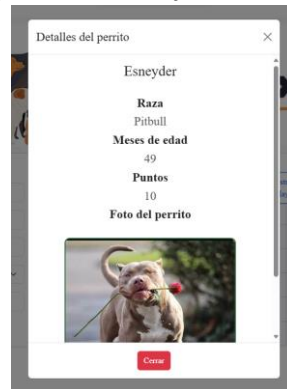 Detalles del perrito
Esneyder
Raza
Pitbull
Meses de edad
49
Puntos
10
Foto del perrito
Cerrar